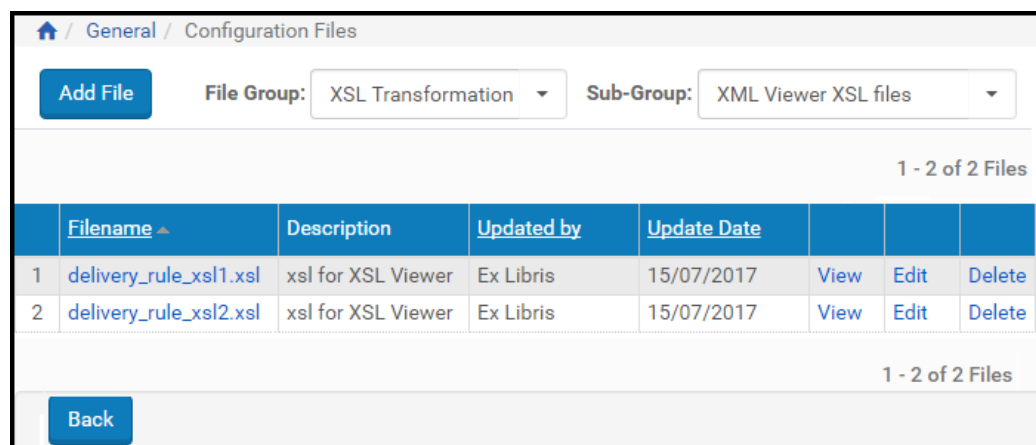 / General / Configuration Files
Add File File Group: XSL Transformation Sub-Group: XML Viewer XSL files
1 - 2 of 2 Files
Filename Description Updated by Update Date
1 delivery_rule_xsl1.xsl xsl for XSL Viewer Ex Libris 15/07/2017 View Edit Delete
2 delivery_rule_xsl2.xsl xsl for XSL Viewer Ex Libris 15/07/2017 View Edit Delete
1 - 2 of 2 Files
Back